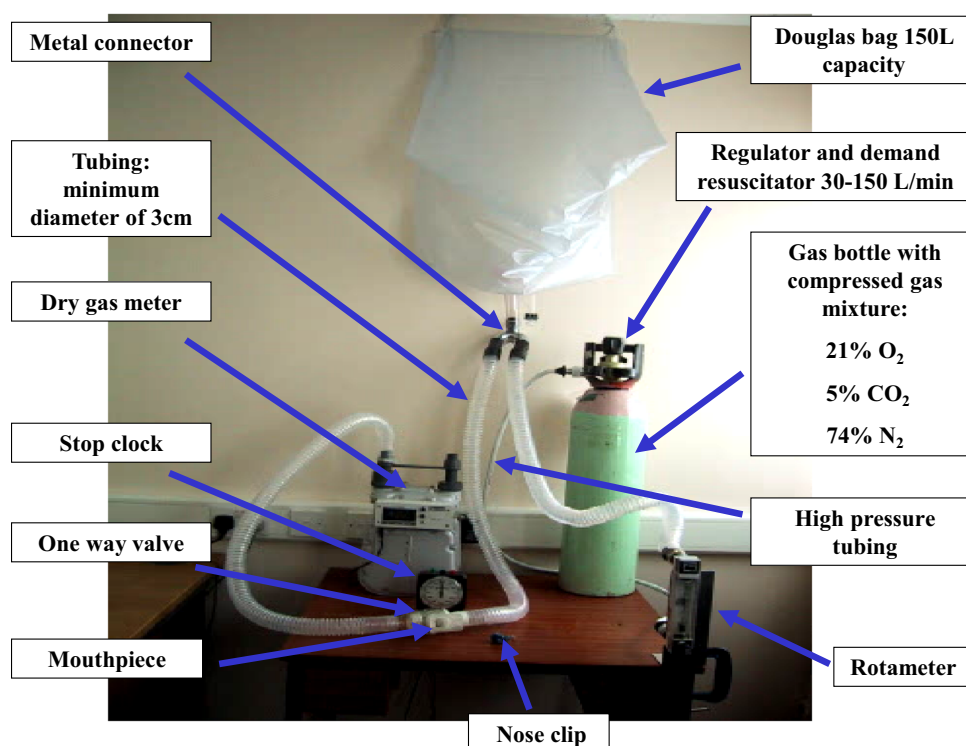 Metal connector
Tubing:
minimum
diameter of 3cm
Dry gas meter
Stop clock
One way valve
Mouthpiece
Nose clip
Douglas bag 150L
capacity
Regulator and demand
resuscitator 30-150 L/min
Gas bottle with
compressed gas
mixture:
21% O₂
5% CO₂
74% N₂
High pressure
tubing
Rotameter